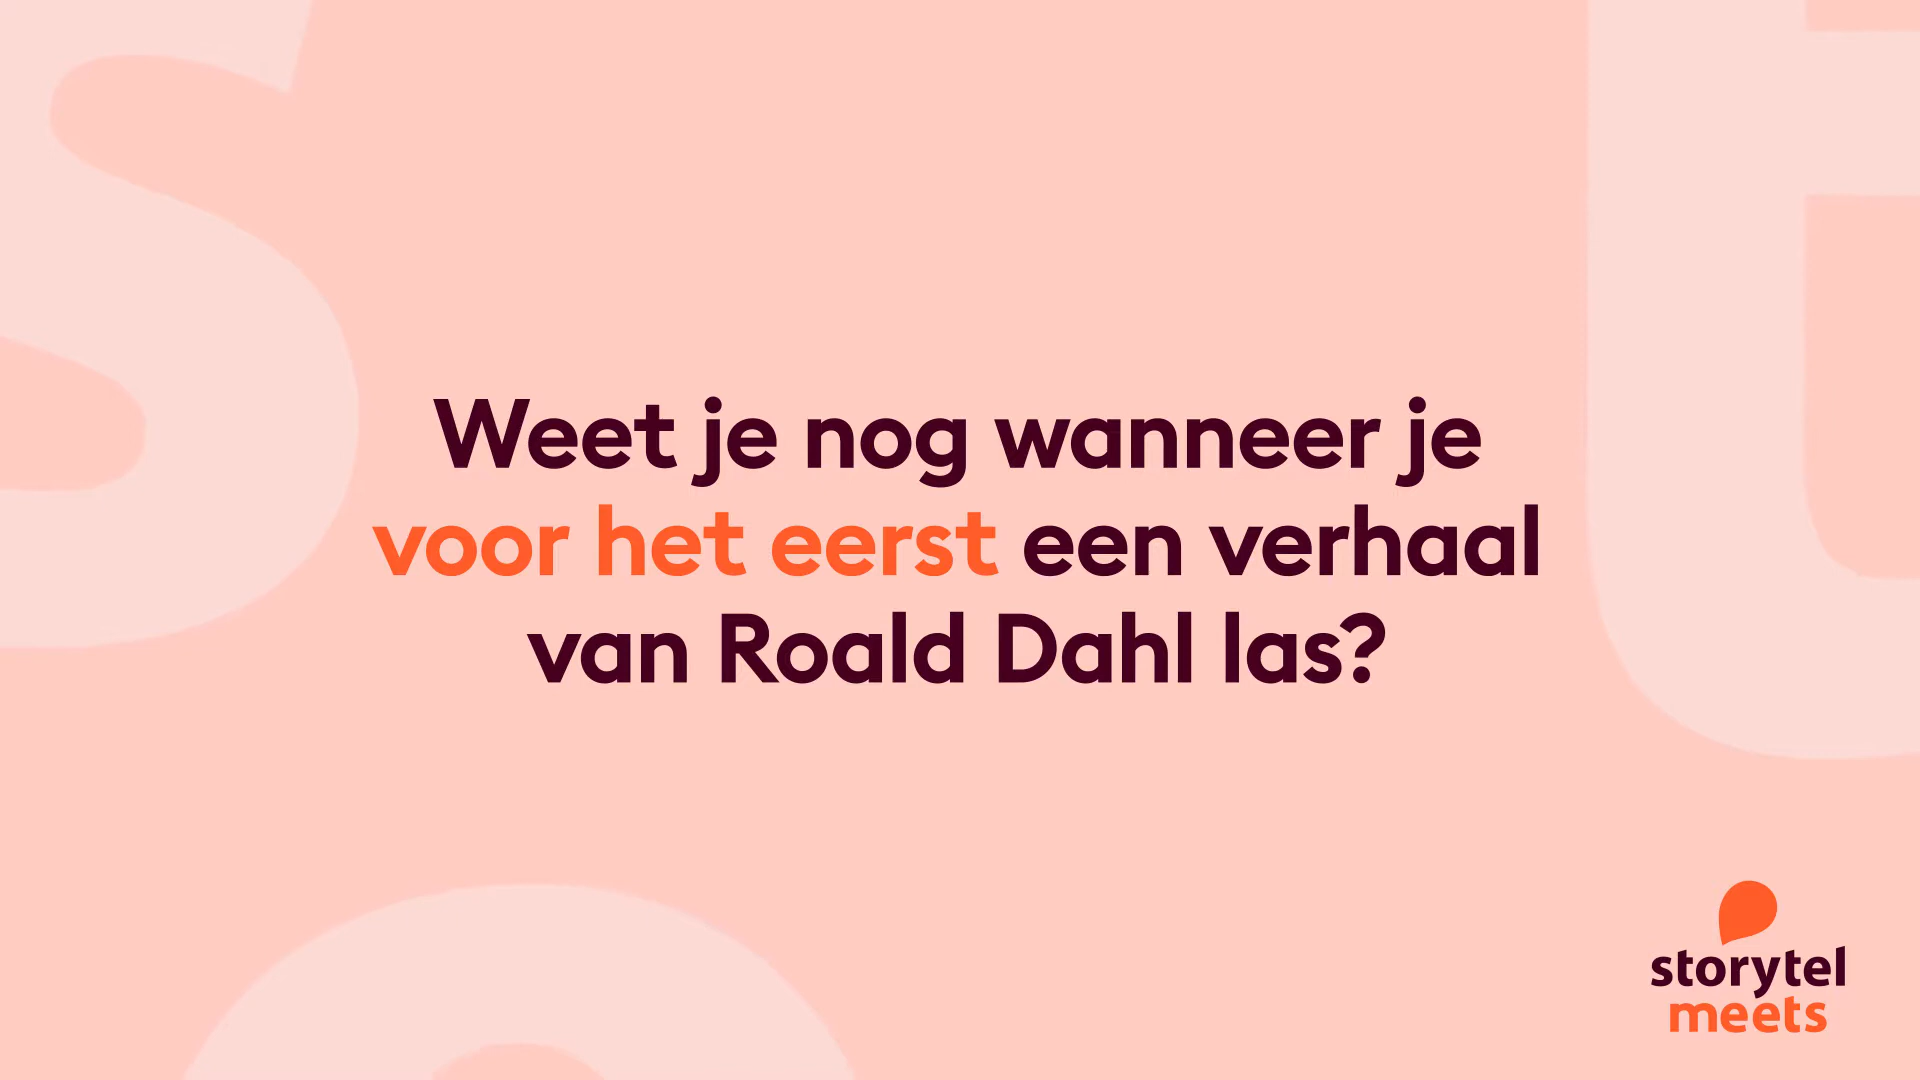 Weet je nog wanneer je
voor het eerst een verhaal
van Roald Dahl las?
storytel
meets